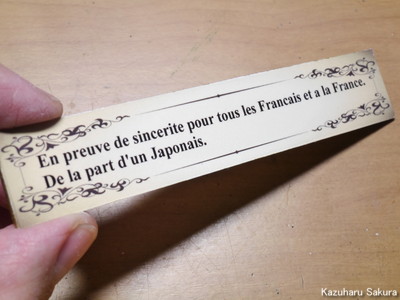 En preuve de sincerite pour tous les Francais et a la France.
De la part d'un Japonais.
Kazuharu Sakura